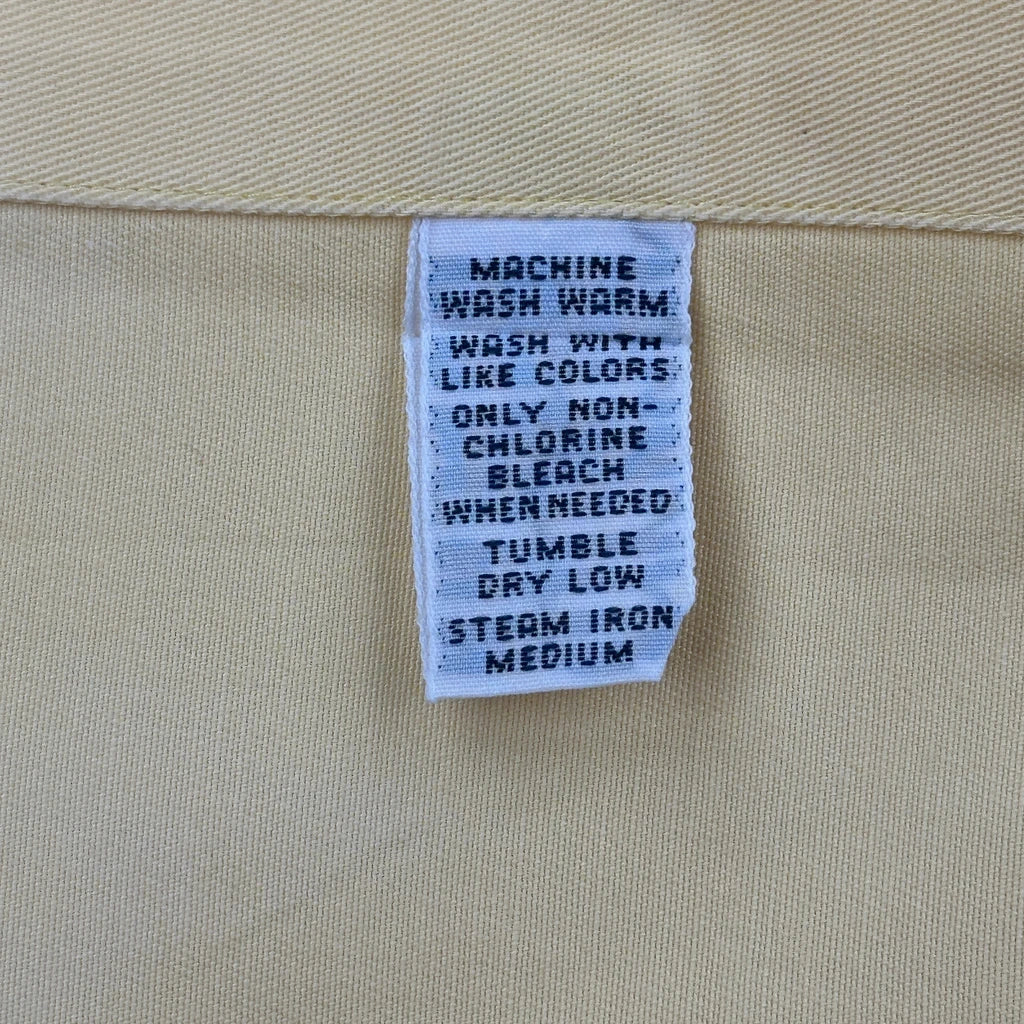 MACHINE
WASH WARM
WASH WITH
LIKE COLORS
ONLY NON-
CHLORINE
BLEACH
WHEN NEEDED
TUMBLE
DRY LOW
STEAM IRON
MEDIUM